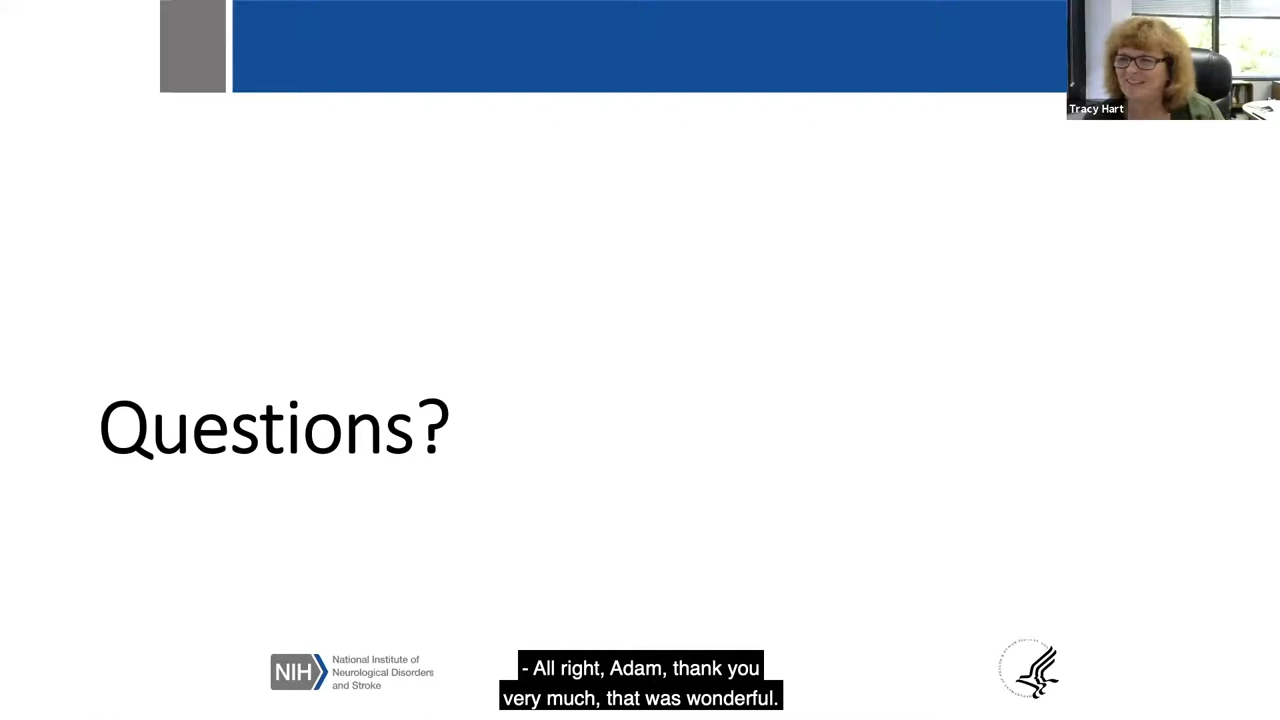 Tracy Hart
Questions?
NIH
National Institute of
Neurological Disorders
and Stroke
- All right, Adam, thank you
very much, that was wonderful.